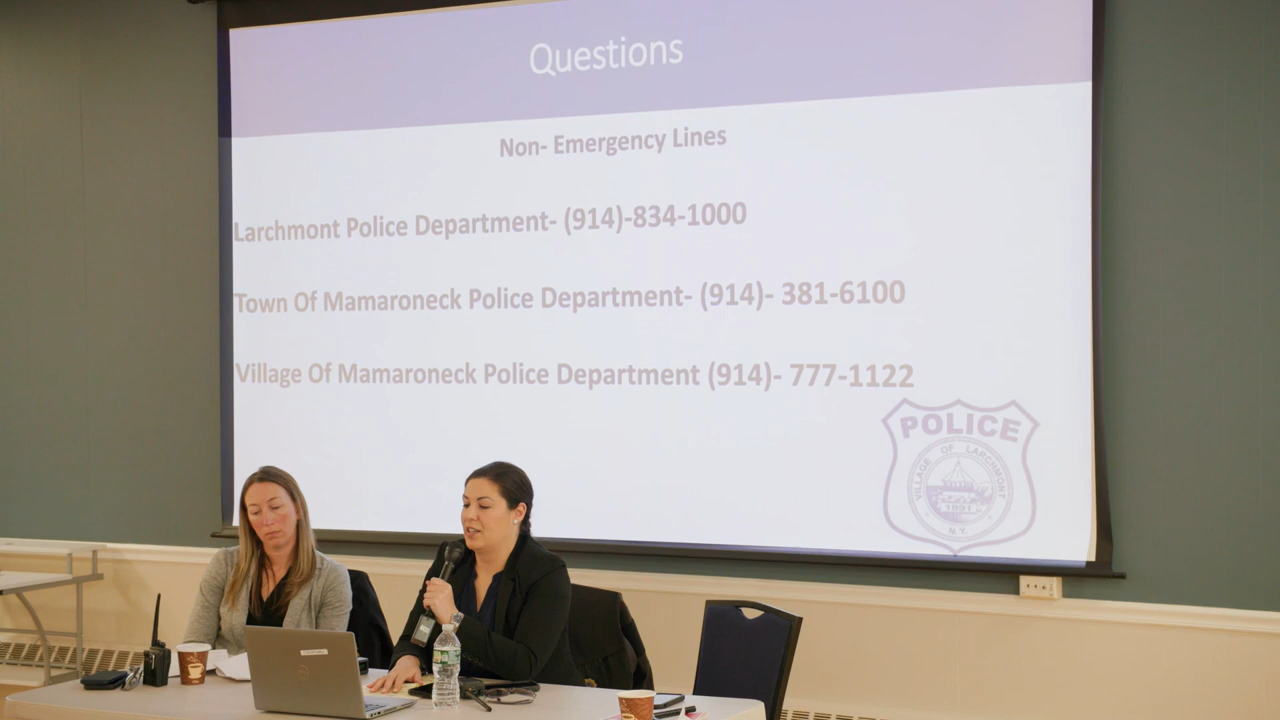 Questions
Non- Emergency Lines
Larchmont Police Department- (914)-834-1000
Town Of Mamaroneck Police Department- (914)- 381-6100
Village Of Mamaroneck Police Department (914)- 777-1122
POLICE
VILLAGE OF LARCHMONT
1891
N.Y.